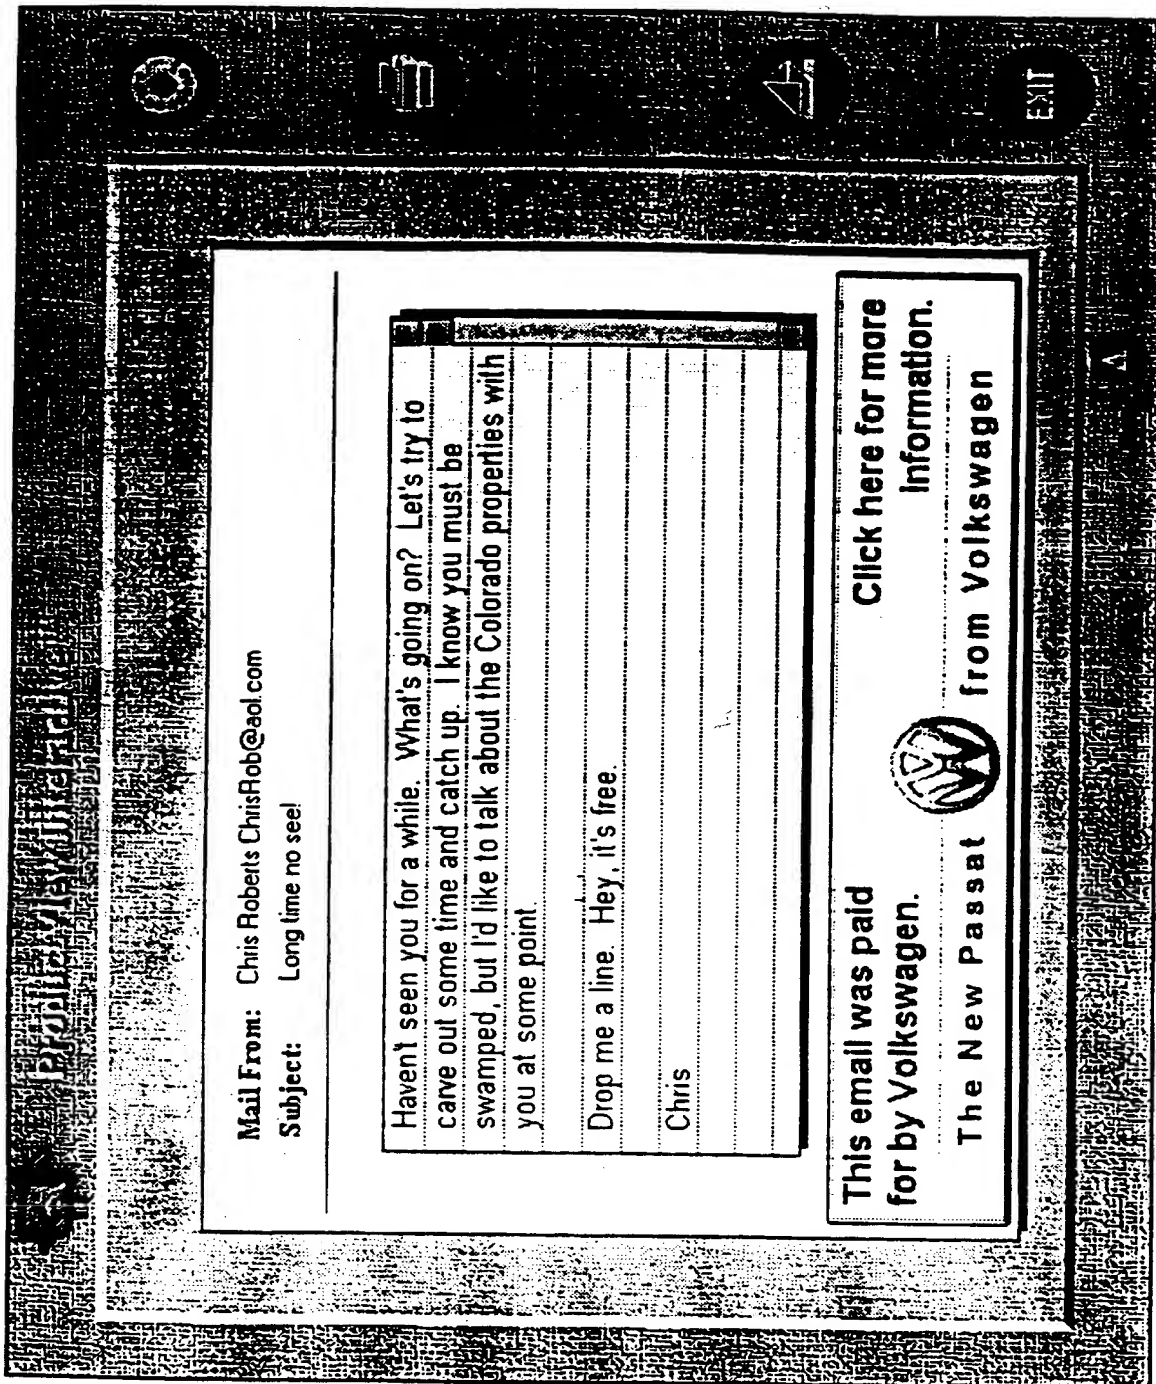 Mail From: Chris Roberts ChrisRob@aol.com
Subject: Long time no see!
Haven't seen you for a while. What's going on? Let's try to
carve out some time and catch up. I know you must be
swamped, but I'd like to talk about the Colorado properties with
you at some point.
Drop me a line. Hey, it's free.
Chris
This email was paid
for by Volkswagen.
Click here for more
Information.
The New Passat
from Volkswagen
EXIT